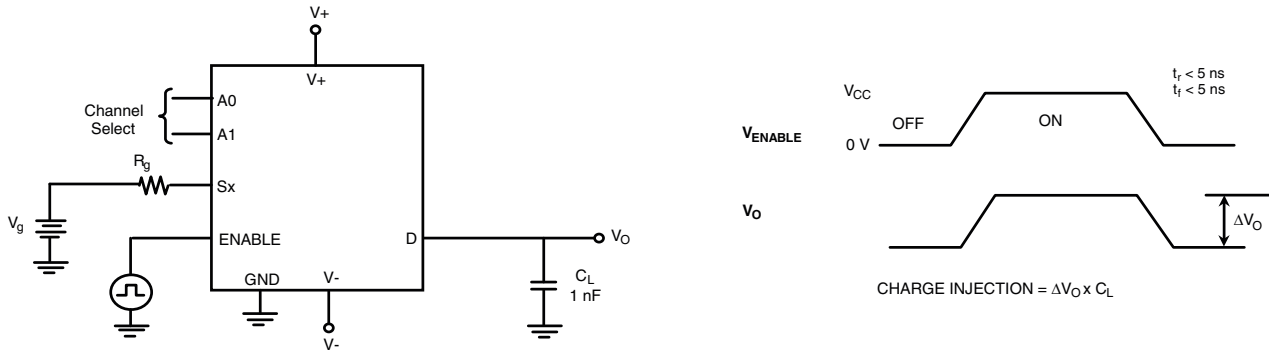 V+
V+
A0
Channel
Select
A1
Rg
Sx
Vg
ENABLE
D
VO
GND
V-
CL
1 nF
V-
tr < 5 ns
tf < 5 ns
VCC
OFF
ON
VENABLE
0 V
VO
ΔVO
CHARGE INJECTION = ΔVO x CL